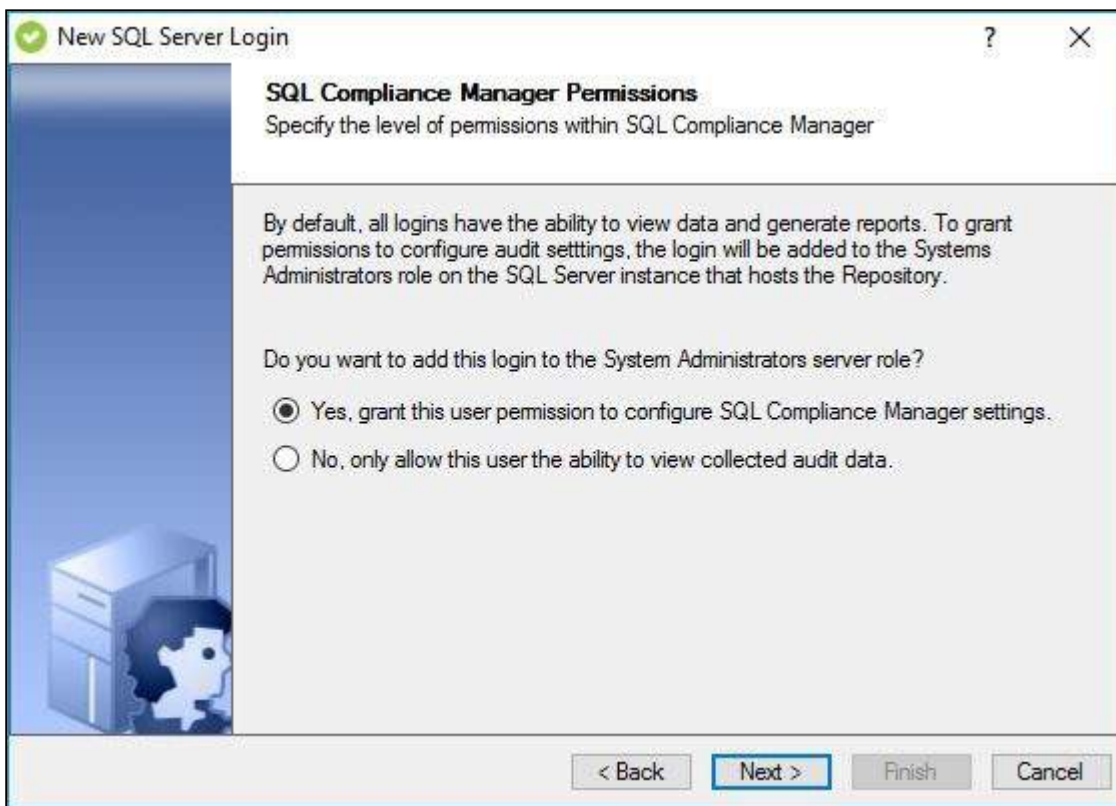 New SQL Server Login
?
SQL Compliance Manager Permissions
Specify the level of permissions within SQL Compliance Manager
By default, all logins have the ability to view data and generate reports. To grant
permissions to configure audit setttings, the login will be added to the Systems
Administrators role on the SQL Server instance that hosts the Repository.
Do you want to add this login to the System Administrators server role?
Yes, grant this user permission to configure SQL Compliance Manager settings.
No, only allow this user the ability to view collected audit data.
< Back Next > Finish Cancel